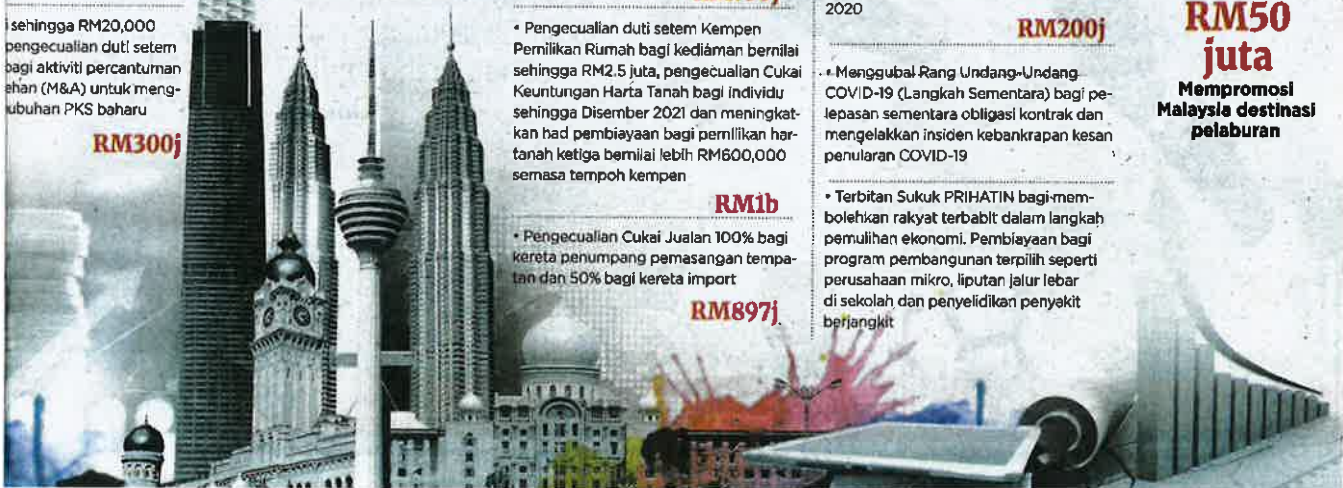 i sehingga RM20,000
pengecualian duti setem
bagi aktiviti percantuman
ehan (M&A) untuk meng-
ubuhan PKS baharu
RM300j
• Pengecualian duti setem Kempen
Pemilikan Rumah bagi kediaman bernilai
sehingga RM2.5 juta, pengecualian Cukai
Keuntungan Harta Tanah bagi individu
sehingga Disember 2021 dan meningkat-
kan had pembiayaan bagi pemilikan har-
tanah ketiga bernilai lebih RM600,000
semasa tempoh kempen
RM1b
• Pengecualian Cukai Jualan 100% bagi
kereta penumpang pemasangan tempa-
tan dan 50% bagi kereta import
RM897j
2020
RM200j
• Menggubal Rang Undang-Undang
COVID-19 (Langkah Sementara) bagi pe-
lepasan sementara obligasi kontrak dan
mengelakkan insiden kebankrapan kesan
penularan COVID-19
• Terbitan Sukuk PRIHATIN bagi mem-
bolehkan rakyat terbabit dalam langkah
pemulihan ekonomi. Pembiayaan bagi
program pembangunan terpilih seperti
perusahaan mikro, liputan jalur lebar
di sekolah dan penyelidikan penyakit
berjangkit
RM50
juta
Mempromosi
Malaysia destinasi
pelaburan